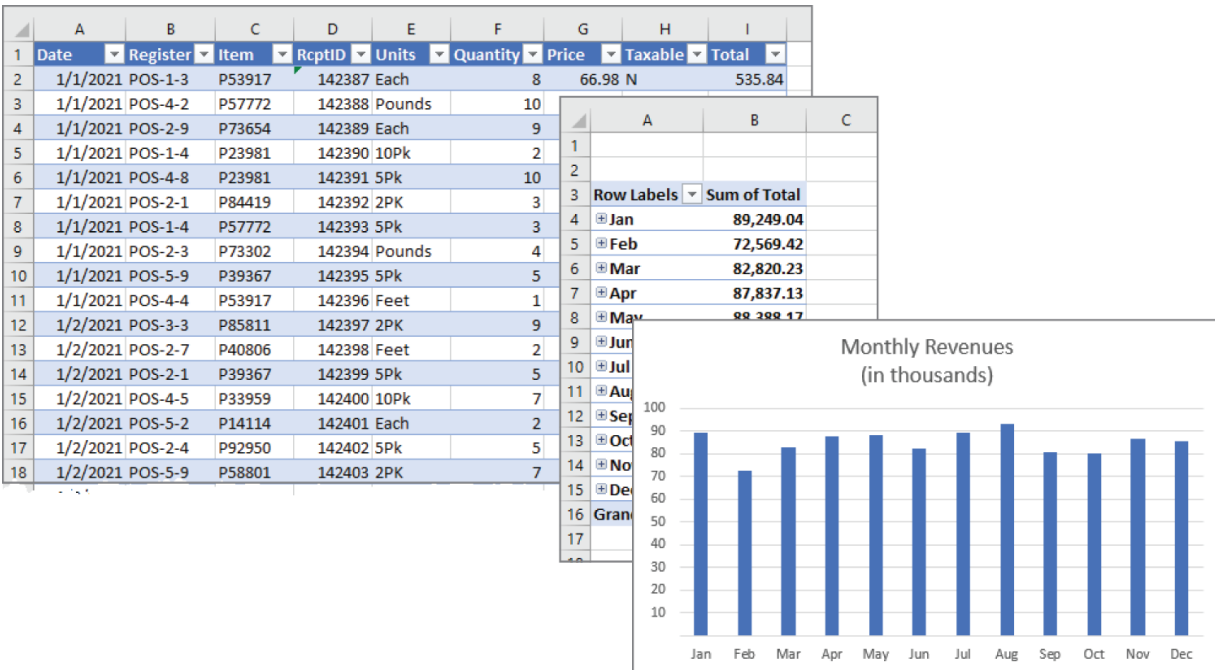 A B C D E F G H I
1 Date Register Item RcptID Units Quantity Price Taxable Total
2 1/1/2021 POS-1-3 P53917 142387 Each 8 66.98 N 535.84
3 1/1/2021 POS-4-2 P57772 142388 Pounds 10
4 1/1/2021 POS-2-9 P73654 142389 Each 9
5 1/1/2021 POS-1-4 P23981 142390 10Pk 2
6 1/1/2021 POS-4-8 P23981 142391 5Pk 10
7 1/1/2021 POS-2-1 P84419 142392 2PK 3
8 1/1/2021 POS-1-4 P57772 142393 5Pk 3
9 1/1/2021 POS-2-3 P73302 142394 Pounds 4
10 1/1/2021 POS-5-9 P39367 142395 5Pk 5
11 1/1/2021 POS-4-4 P53917 142396 Feet 1
12 1/2/2021 POS-3-3 P85811 142397 2PK 9
13 1/2/2021 POS-2-7 P40806 142398 Feet 2
14 1/2/2021 POS-2-1 P39367 142399 5Pk 5
15 1/2/2021 POS-4-5 P33959 142400 10Pk 7
16 1/2/2021 POS-5-2 P14114 142401 Each 2
17 1/2/2021 POS-2-4 P92950 142402 5Pk 5
18 1/2/2021 POS-5-9 P58801 142403 2PK 7
A B C
1
2
3 Row Labels Sum of Total
4 Jan 89,249.04
5 Feb 72,569.42
6 Mar 82,820.23
7 Apr 87,837.13
8 May 88,388.17
9 Jun
10 Jul
11 Aug
12 Sep
13 Oct
14 Nov
15 Dec
16 Gran
17
Monthly Revenues
(in thousands)
100
90
80
70
60
50
40
30
20
10
Jan Feb Mar Apr May Jun Jul Aug Sep Oct Nov Dec